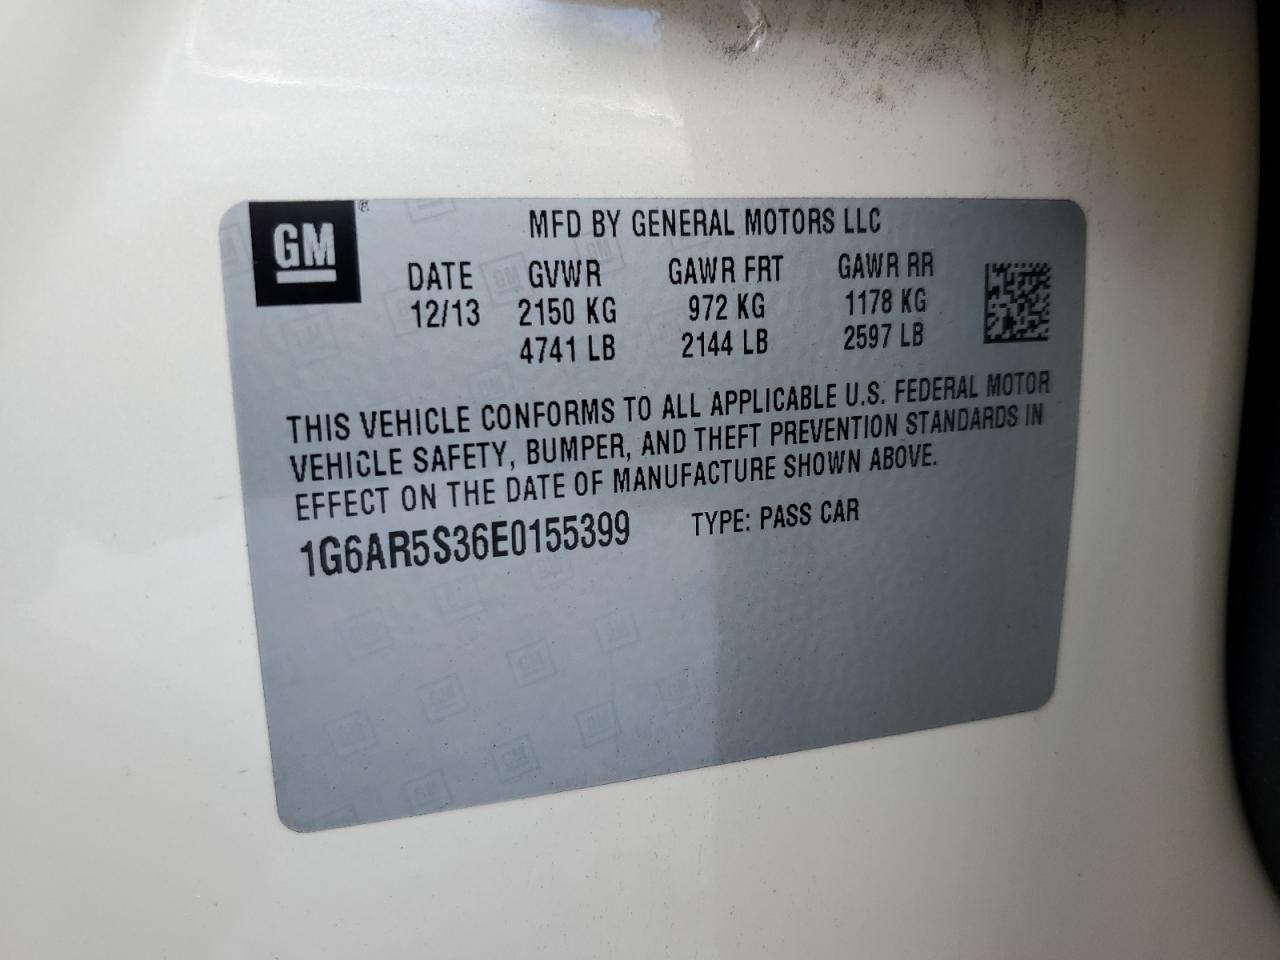 GM
MFD BY GENERAL MOTORS LLC
DATE GVWR GAWR FRT GAWR RR
12/13 2150 KG 972 KG 1178 KG
4741 LB 2144 LB 2597 LB
THIS VEHICLE CONFORMS TO ALL APPLICABLE U.S. FEDERAL MOTOR
VEHICLE SAFETY, BUMPER, AND THEFT PREVENTION STANDARDS IN
EFFECT ON THE DATE OF MANUFACTURE SHOWN ABOVE.
1G6AR5S36E0155399 TYPE: PASS CAR